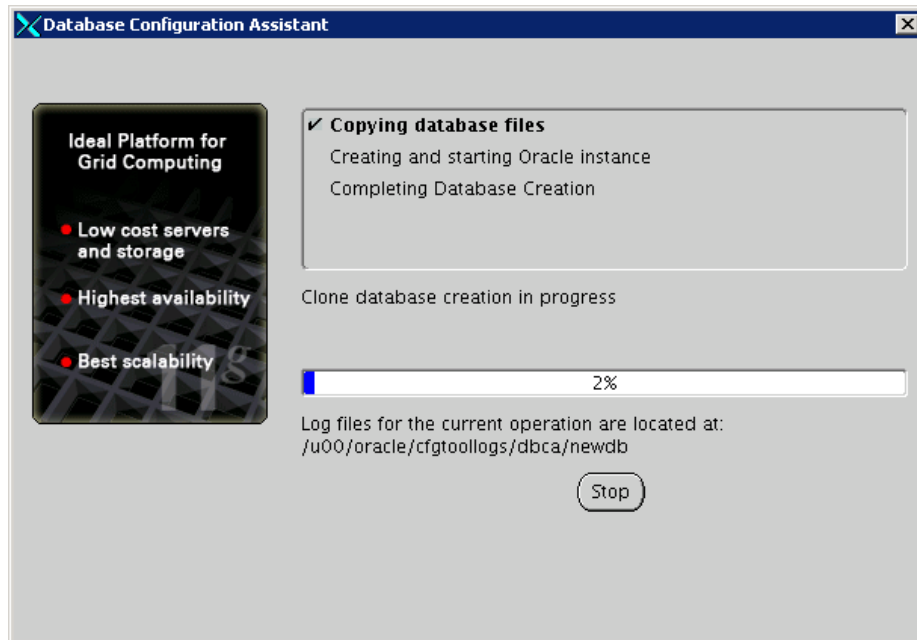 Database Configuration Assistant
Ideal Platform for
Grid Computing
Low cost servers
and storage
Highest availability
Best scalability
11g
Copying database files
Creating and starting Oracle instance
Completing Database Creation
Clone database creation in progress
2%
Log files for the current operation are located at:
/u00/oracle/cfgtoollogs/dbca/newdb
Stop